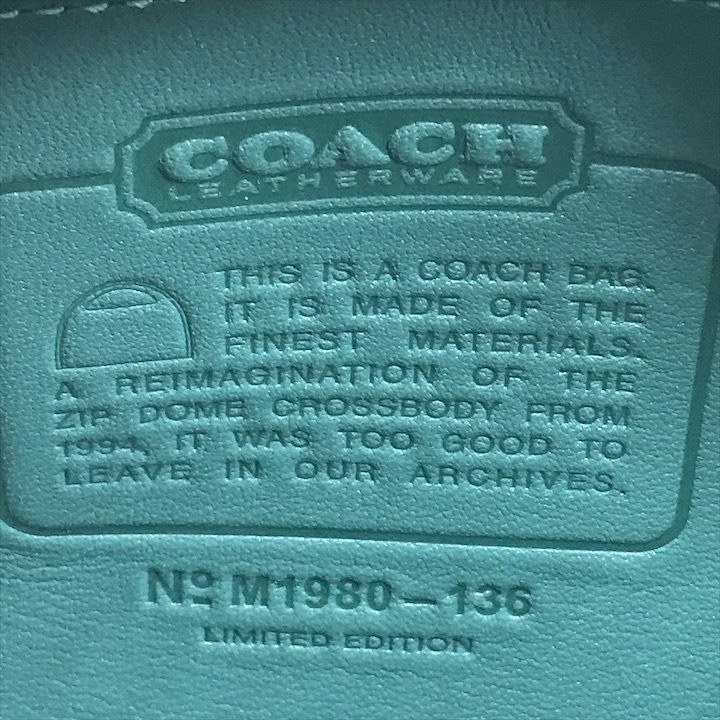 COACH
LEATHERWARE
THIS IS A COACH BAG.
IT IS MADE OF THE
FINEST MATERIALS.
A REIMAGINATION OF THE
ZIP DOME CROSSBODY FROM
1994, IT WAS TOO GOOD TO
LEAVE IN OUR ARCHIVES.
Nº M1980-136
LIMITED EDITION